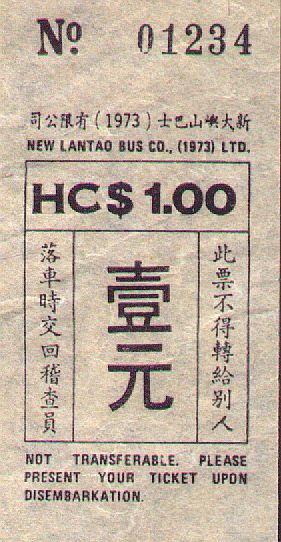 Nº 01234
新大嶼山巴士(1973)有限公司
NEW LANTAO BUS CO., (1973) LTD.
HC$ 1.00
此票不得轉給別人
壹元
落車時交回稽查員
NOT TRANSFERABLE. PLEASE
PRESENT YOUR TICKET UPON
DISEMBARKATION.